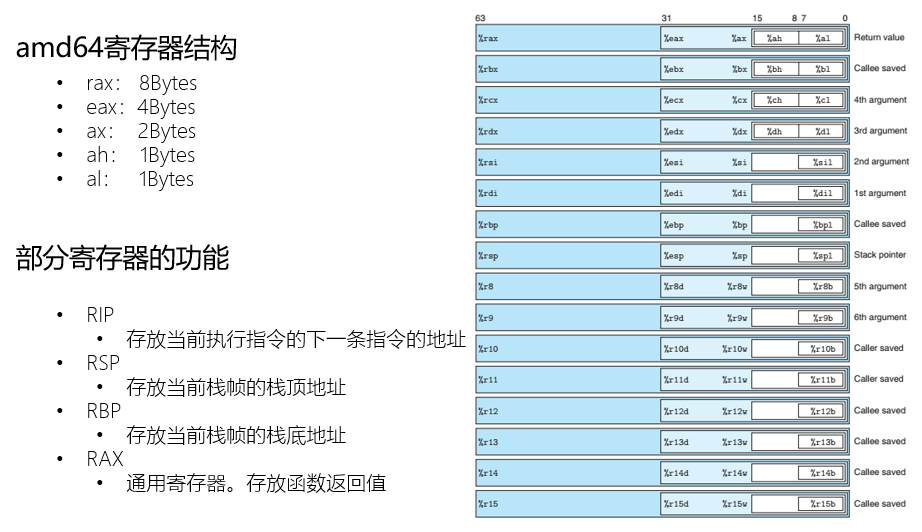 amd64寄存器结构
• rax： 8Bytes
• eax：4Bytes
• ax： 2Bytes
• ah： 1Bytes
• al： 1Bytes
部分寄存器的功能
• RIP
• 存放当前执行指令的下一条指令的地址
• RSP
• 存放当前栈帧的栈顶地址
• RBP
• 存放当前栈帧的栈底地址
• RAX
• 通用寄存器。存放函数返回值
63 31 15 8 7 0
%rax %eax %ax %ah %al Return value
%rbx %ebx %bx %bh %bl Callee saved
%rcx %ecx %cx %ch %cl 4th argument
%rdx %edx %dx %dh %dl 3rd argument
%rsi %esi %si %sil 2nd argument
%rdi %edi %di %dil 1st argument
%rbp %ebp %bp %bpl Callee saved
%rsp %esp %sp %spl Stack pointer
%r8 %r8d %r8w %r8b 5th argument
%r9 %r9d %r9w %r9b 6th argument
%r10 %r10d %r10w %r10b Caller saved
%r11 %r11d %r11w %r11b Caller saved
%r12 %r12d %r12w %r12b Callee saved
%r13 %r13d %r13w %r13b Callee saved
%r14 %r14d %r14w %r14b Callee saved
%r15 %r15d %r15w %r15b Callee saved